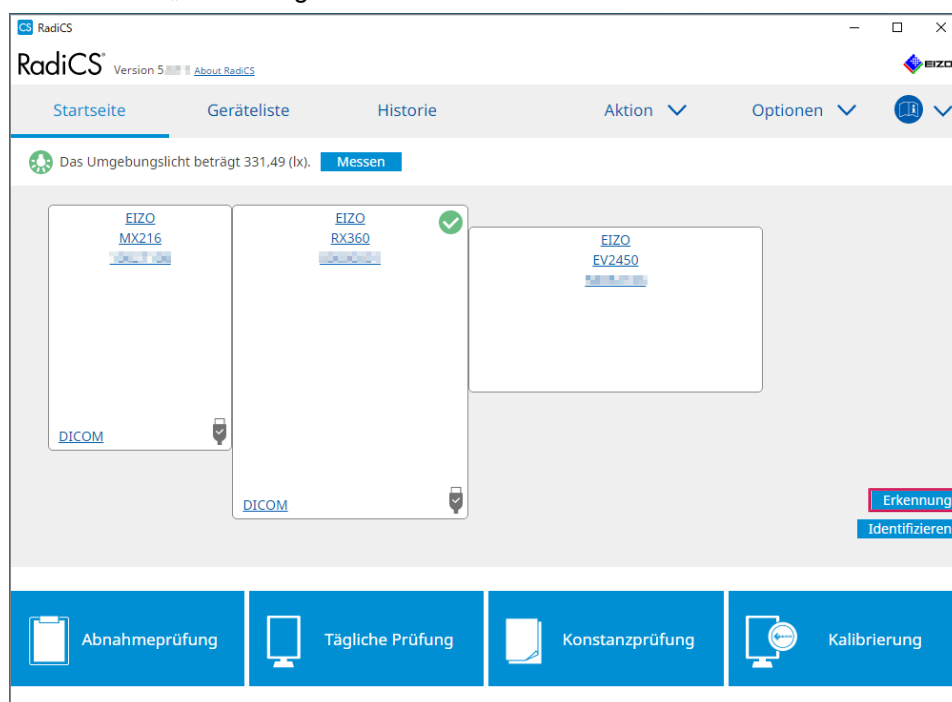 RadiCS
RadiCS Version 5. About RadiCS EIZO
Startseite Geräteliste Historie Aktion Optionen
Das Umgebungslicht beträgt 331,49 (lx). Messen
EIZO
MX216
DICOM
EIZO
RX360
DICOM
EIZO
EV2450
Erkennung
Identifizieren
Abnahmeprüfung Tägliche Prüfung Konstanzprüfung Kalibrierung